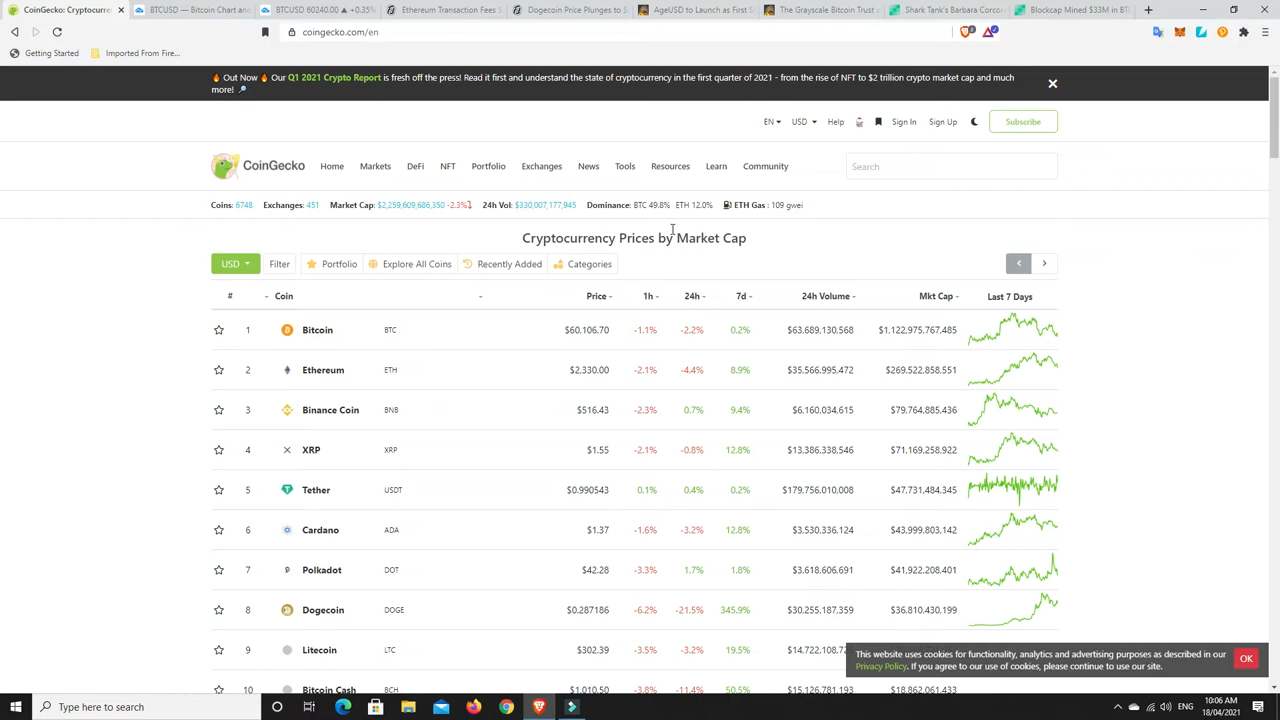 CoinGecko: Cryptocurren
BTCUSD — Bitcoin Chart and
BTCUSD 60240.00 ▲ +0.35%
Ethereum Transaction Fees S
Dogecoin Price Plunges to $
AgeUSD to Launch as First S
The Grayscale Bitcoin Trust
Shark Tank's Barbara Corcor
Blockcap Mined $33M in BT
coingecko.com/en
Getting Started
Imported From Fire...
🔥 Out Now 🔥 Our Q1 2021 Crypto Report is fresh off the press! Read it first and understand the state of cryptocurrency in the first quarter of 2021 - from the rise of NFT to $2 trillion crypto market cap and much
more! 🔎
EN USD Help Sign In Sign Up Subscribe
CoinGecko Home Markets DeFi NFT Portfolio Exchanges News Tools Resources Learn Community Search
Coins: 6748 Exchanges: 451 Market Cap: $2,259,609,686,350 -2.3% 24h Vol: $330,007,177,945 Dominance: BTC 49.8% ETH 12.0% ETH Gas : 109 gwei
Cryptocurrency Prices by Market Cap
USD Filter Portfolio Explore All Coins Recently Added Categories
# Coin Price 1h 24h 7d 24h Volume Mkt Cap Last 7 Days
1 Bitcoin BTC $60,106.70 -1.1% -2.2% 0.2% $63,689,130,568 $1,122,975,767,485
2 Ethereum ETH $2,330.00 -2.1% -4.4% 8.9% $35,566,995,472 $269,522,858,551
3 Binance Coin BNB $516.43 -2.3% 0.7% 9.4% $6,160,034,615 $79,764,885,436
4 XRP XRP $1.55 -2.1% -0.8% 12.8% $13,386,338,546 $71,169,258,922
5 Tether USDT $0.990543 0.1% 0.4% 0.2% $179,756,010,008 $47,731,484,345
6 Cardano ADA $1.37 -1.6% -3.2% 12.8% $3,530,336,124 $43,999,803,142
7 Polkadot DOT $42.28 -3.3% 1.7% 1.8% $3,618,606,691 $41,922,208,401
8 Dogecoin DOGE $0.287186 -6.2% -21.5% 345.9% $30,255,187,359 $36,810,430,199
9 Litecoin LTC $302.39 -3.5% -3.2% 19.5% $14,722,108,7
10 Bitcoin Cash BCH $1,010.50 -3.8% -11.4% 50.5% $15,126,781,193 $18,862,061,433
This website uses cookies for functionality, analytics and advertising purposes as described in our
Privacy Policy. If you agree to our use of cookies, please continue to use our site.
OK
Type here to search
ENG
10:06 AM
18/04/2021